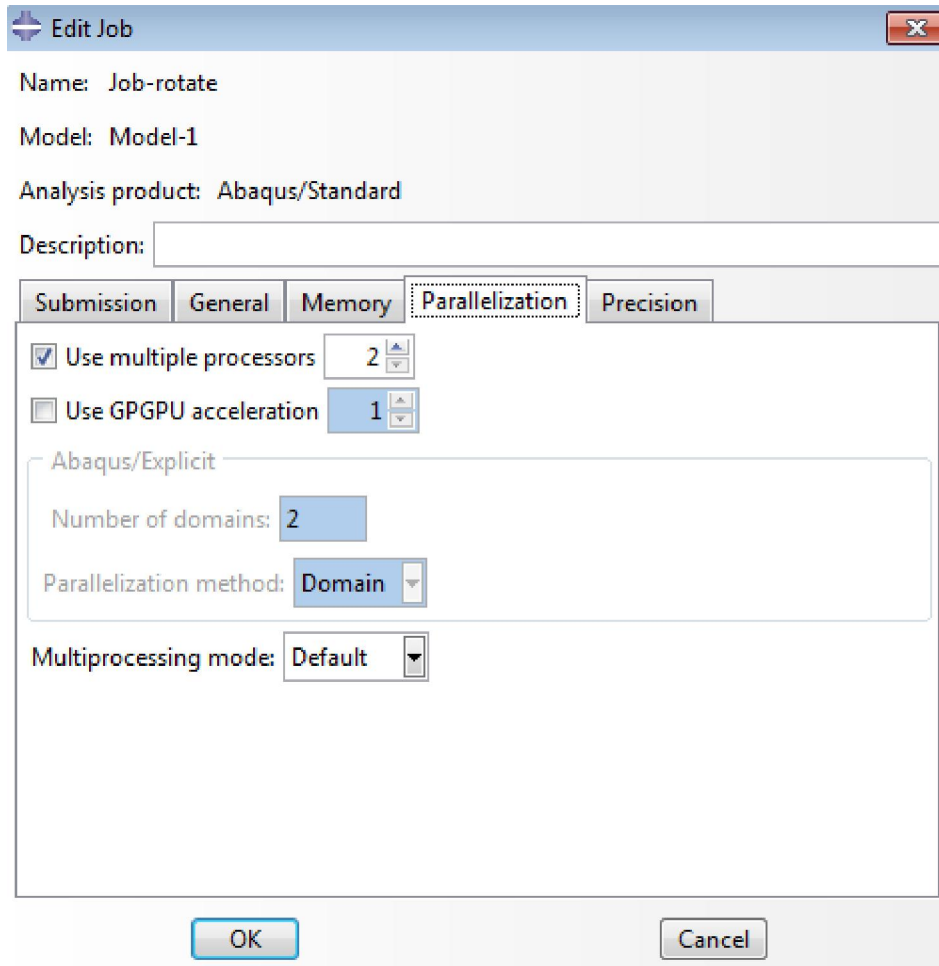 Edit Job
Name: Job-rotate
Model: Model-1
Analysis product: Abaqus/Standard
Description:
Submission General Memory Parallelization Precision
Use multiple processors 2
Use GPGPU acceleration 1
Abaqus/Explicit
Number of domains: 2
Parallelization method: Domain
Multiprocessing mode: Default
OK Cancel